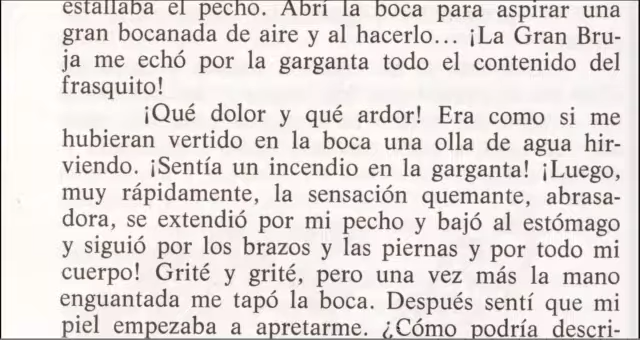 estallaba el pecho. Abrí la boca para aspirar una
gran bocanada de aire y al hacerlo... ¡La Gran Bru-
ja me echó por la garganta todo el contenido del
frasquito!
¡Qué dolor y qué ardor! Era como si me
hubieran vertido en la boca una olla de agua hir-
viendo. ¡Sentía un incendio en la garganta! ¡Luego,
muy rápidamente, la sensación quemante, abrasa-
dora, se extendió por mi pecho y bajó al estómago
y siguió por los brazos y las piernas y por todo mi
cuerpo! Grité y grité, pero una vez más la mano
enguantada me tapó la boca. Después sentí que mi
piel empezaba a apretarme. ¿Cómo podría descri-